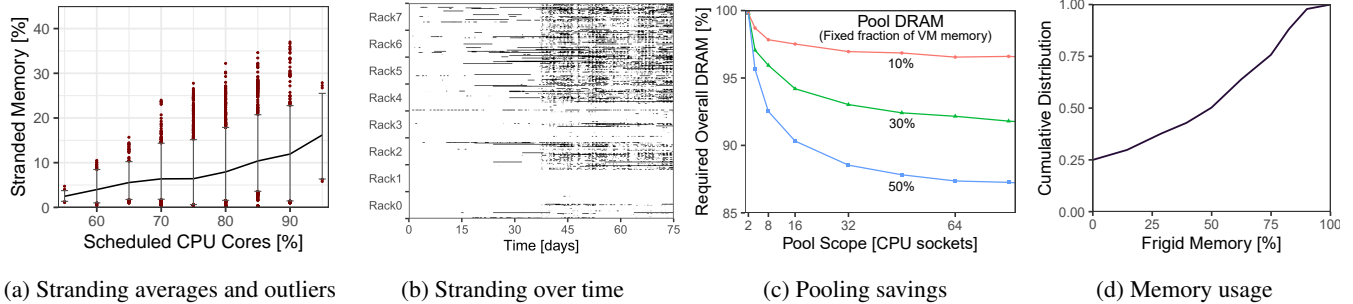 Stranded Memory [%]
40
30
20
10
0
60
70
80
90
Scheduled CPU Cores [%]
(a) Stranding averages and outliers
Rack7
Rack6
Rack5
Rack4
Rack3
Rack2
Rack1
Rack0
0
15
30
45
60
75
Time [days]
(b) Stranding over time
Required Overall DRAM [%]
100
95
90
85
Pool DRAM
(Fixed fraction of VM memory)
10%
30%
50%
2
8
16
32
64
Pool Scope [CPU sockets]
(c) Pooling savings
Cumulative Distribution
1.00
0.75
0.50
0.25
0.00
0
25
50
75
100
Frigid Memory [%]
(d) Memory usage